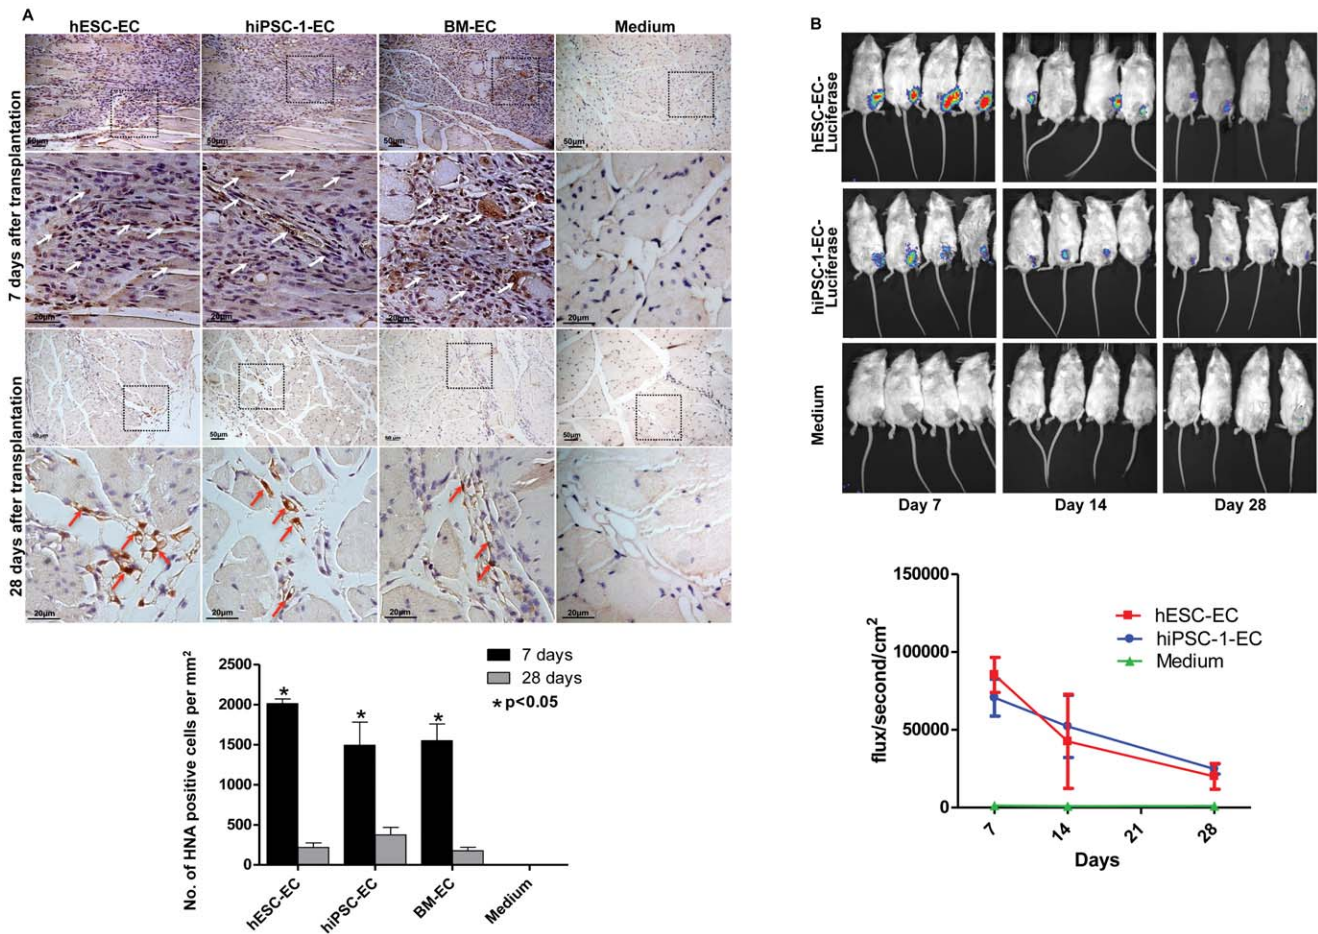 A
hESC-EC hiPSC-1-EC BM-EC Medium
7 days after transplantation
50µm 50µm 50µm 50µm
20µm 20µm 20µm 20µm
28 days after transplantation
50µm 50µm 50µm 50µm
20µm 20µm 20µm 20µm
No. of HNA positive cells per mm²
2500
2000
1500
1000
500
0
7 days
28 days
* p<0.05
* * *
hESC-EC hiPSC-EC BM-EC Medium
B
hESC-EC-
Luciferase
hiPSC-1-EC-
Luciferase
Medium
Day 7 Day 14 Day 28
flux/second/cm²
150000
100000
50000
0
hESC-EC
hiPSC-1-EC
Medium
7 14 21 28
Days